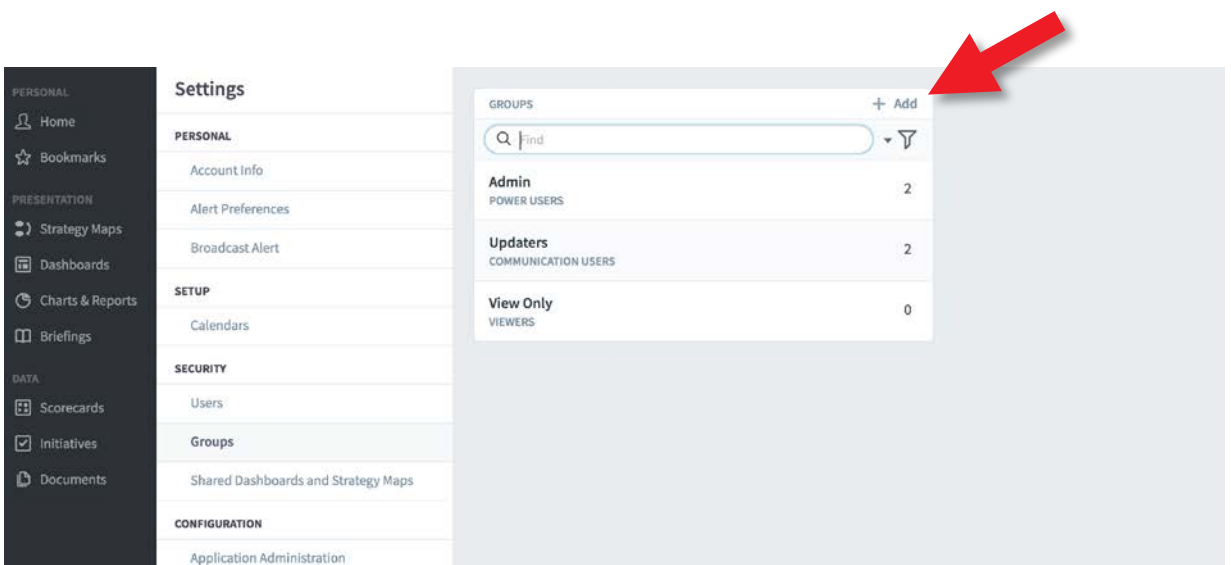 PERSONAL
Home
Bookmarks
PRESENTATION
Strategy Maps
Dashboards
Charts & Reports
Briefings
DATA
Scorecards
Initiatives
Documents
Settings
PERSONAL
Account Info
Alert Preferences
Broadcast Alert
SETUP
Calendars
SECURITY
Users
Groups
Shared Dashboards and Strategy Maps
CONFIGURATION
Application Administration
GROUPS + Add
Find
Admin 2
POWER USERS
Updaters 2
COMMUNICATION USERS
View Only 0
VIEWERS